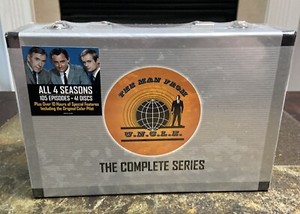 ALL 4 SEASONS
105 EPISODES • 41 DISCS
Plus Over 10 Hours of Special Features
Including the Original Color Pilot
THE MAN FROM
U.N.C.L.E.
THE COMPLETE SERIES